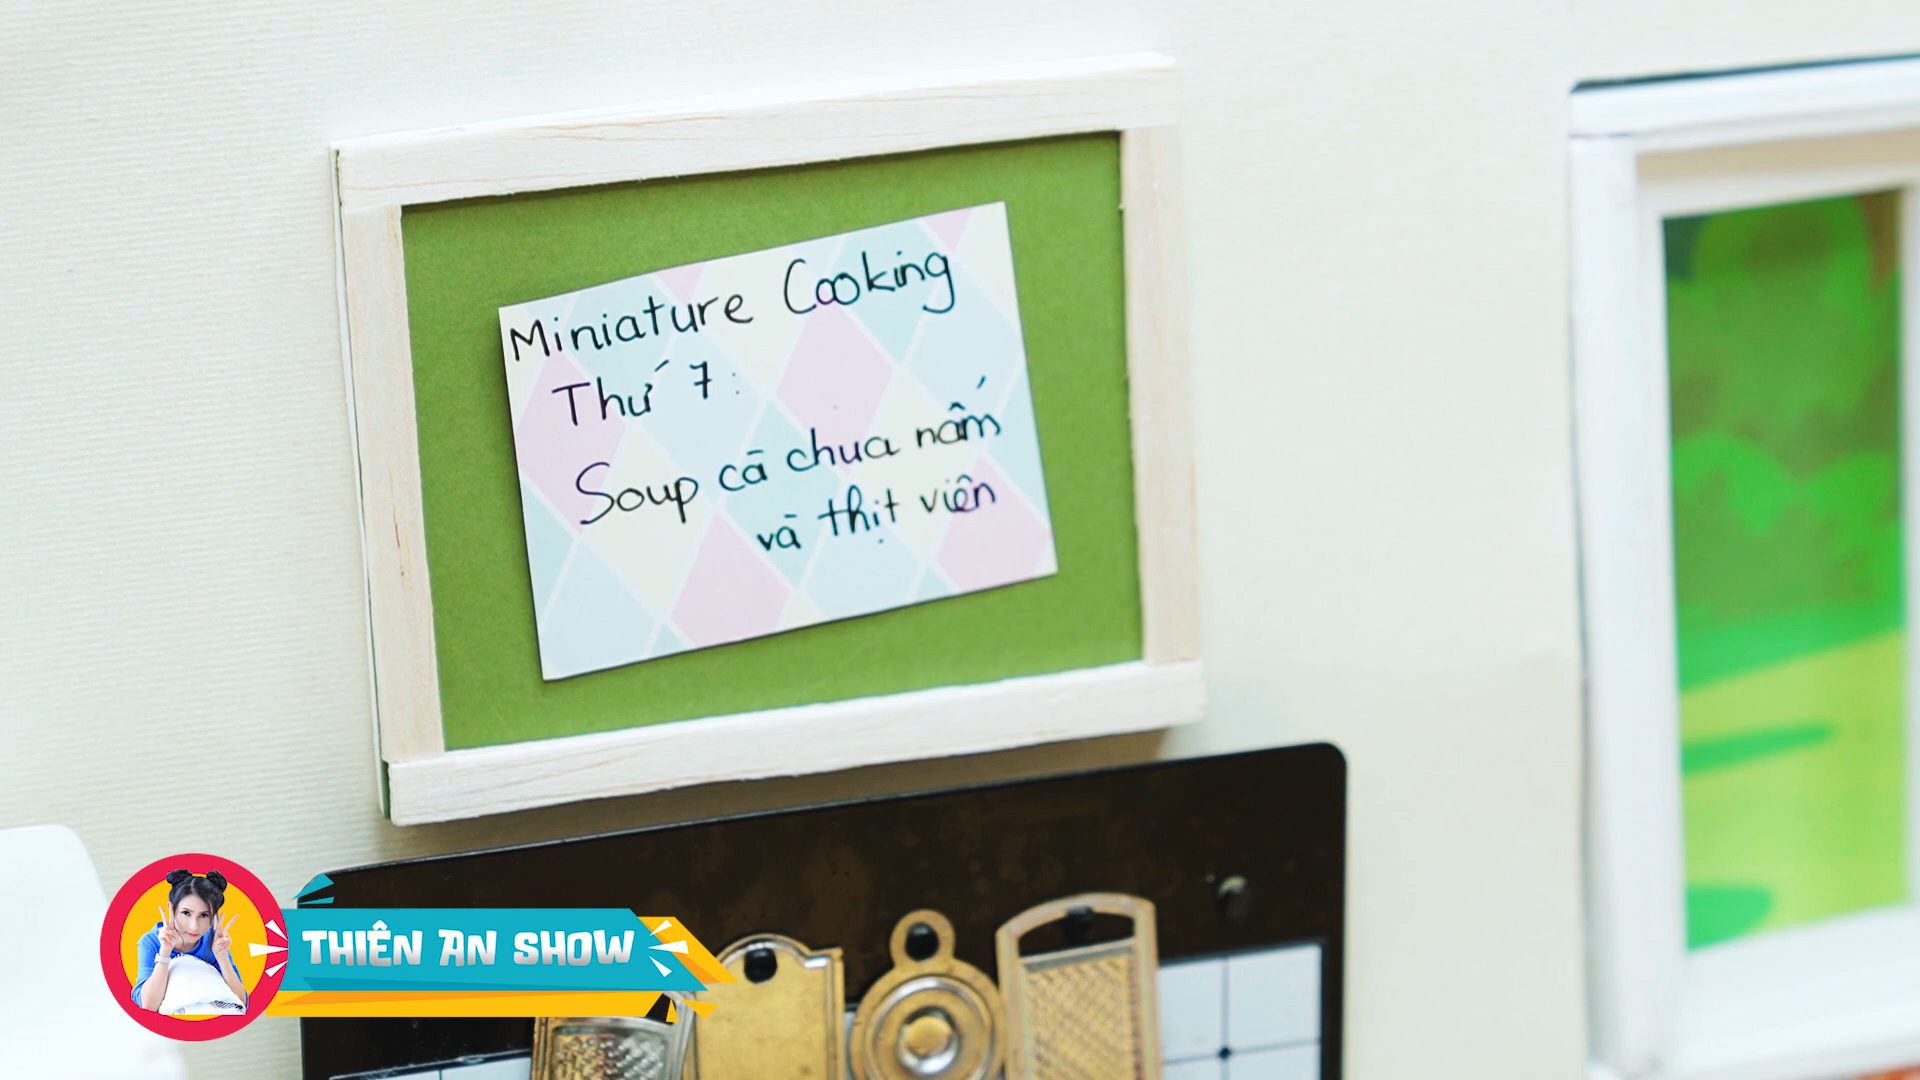 Miniature Cooking
Thứ 7:
Soup cà chua nấm
và thịt viên
THIÊN AN SHOW